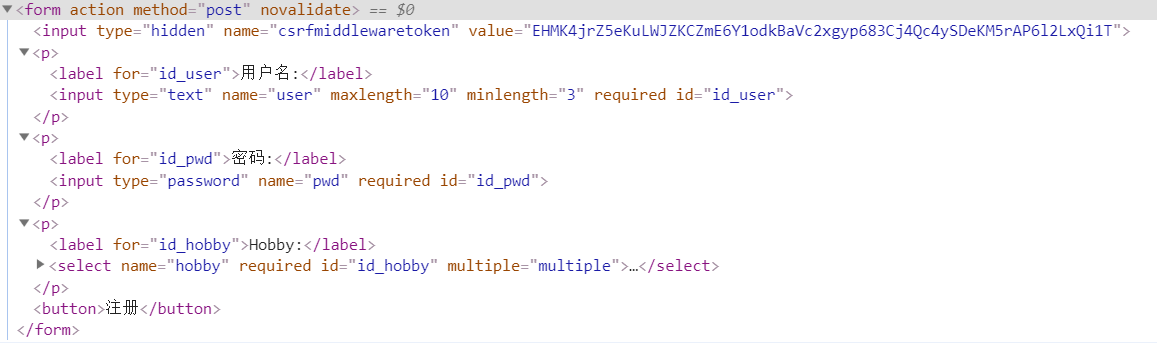 <form action method="post" novalidate> == $0
<input type="hidden" name="csrfmiddlewaretoken" value="EHMK4jrZ5eKuLWJZKCZmE6Y1odkBaVc2xgyp683Cj4Qc4ySDeKM5rAP6l2LxQi1T">
<p>
<label for="id_user">用户名:</label>
<input type="text" name="user" maxlength="10" minlength="3" required id="id_user">
</p>
<p>
<label for="id_pwd">密码:</label>
<input type="password" name="pwd" required id="id_pwd">
</p>
<p>
<label for="id_hobby">Hobby:</label>
<select name="hobby" required id="id_hobby" multiple="multiple">…</select>
</p>
<button>注册</button>
</form>